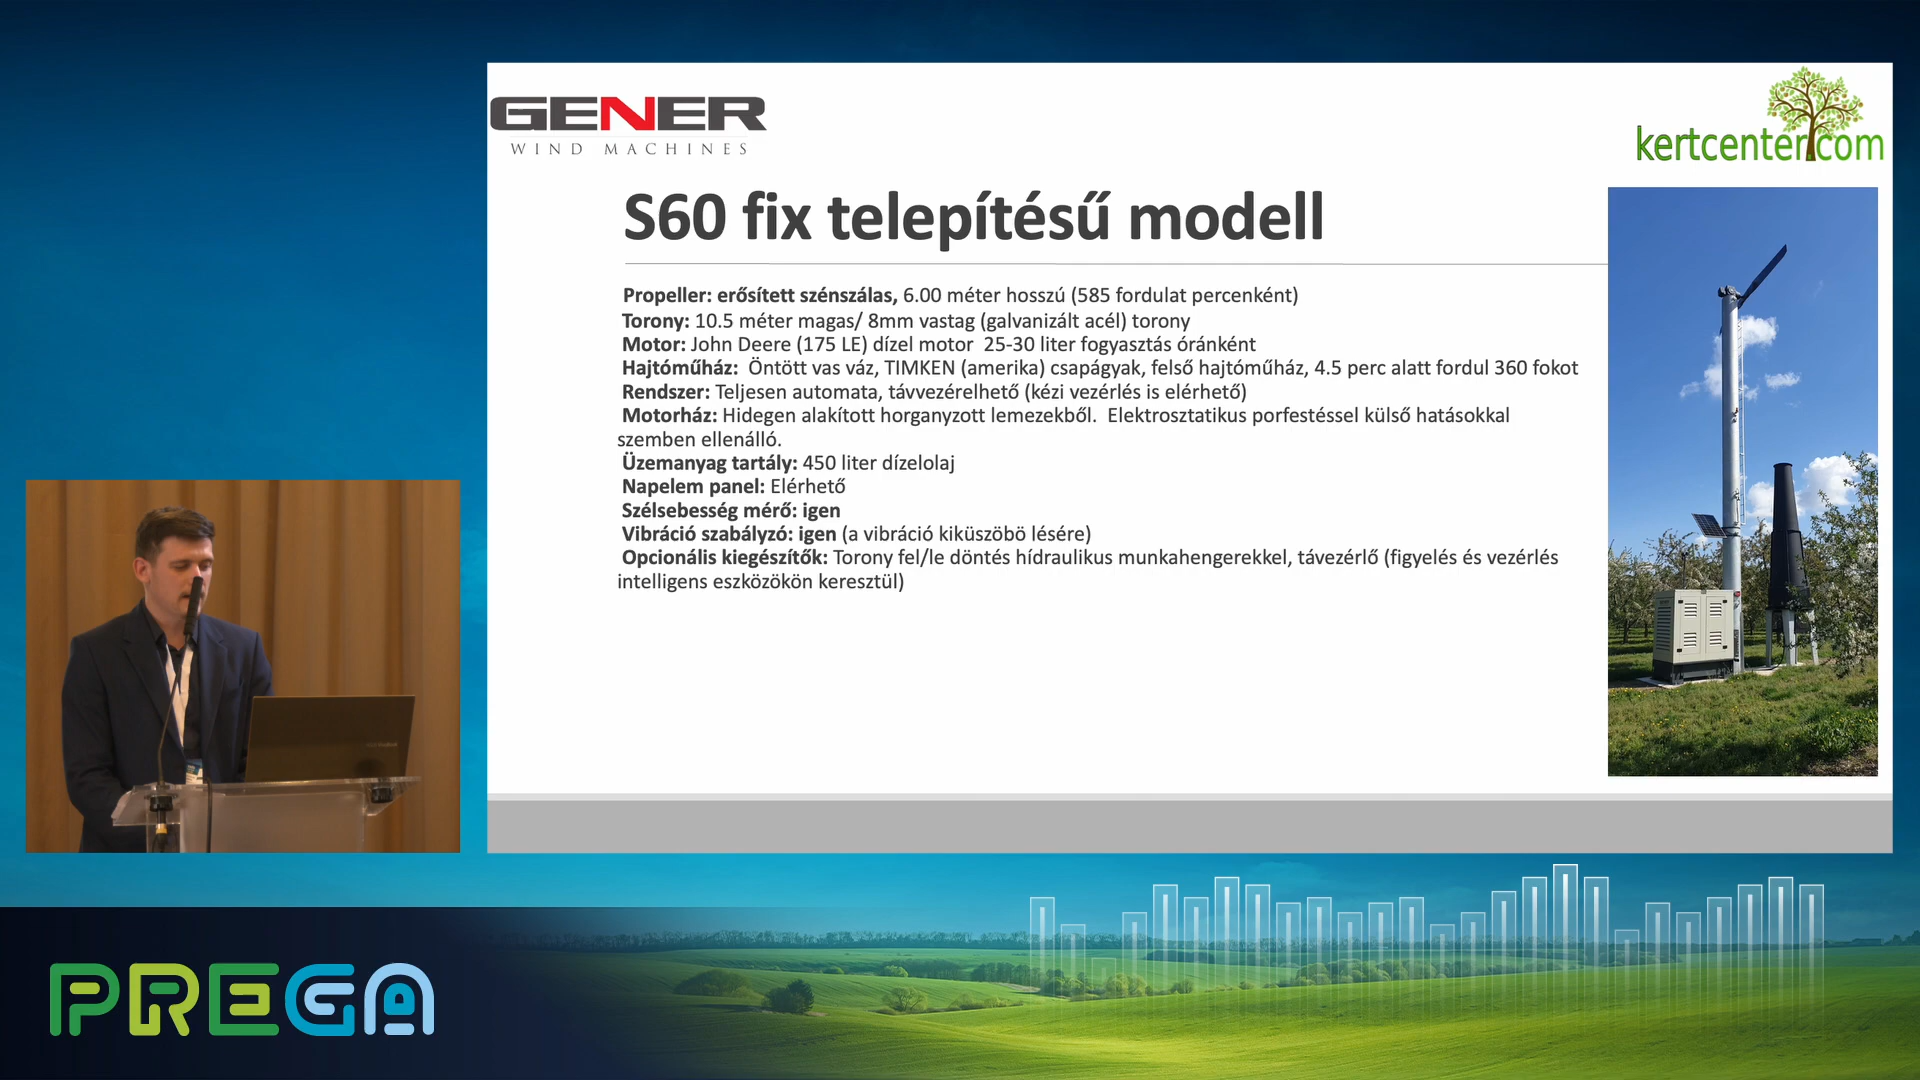 GENER
WIND MACHINES
kertcenter.com
S60 fix telepítésű modell
Propeller: erősített szénszálas, 6.00 méter hosszú (585 fordulat percenként)
Torony: 10.5 méter magas/ 8mm vastag (galvanizált acél) torony
Motor: John Deere (175 LE) dízel motor 25-30 liter fogyasztás óránként
Hajtóműház: Öntött vas váz, TIMKEN (amerika) csapágyak, felső hajtóműház, 4.5 perc alatt fordul 360 fokot
Rendszer: Teljesen automata, távvezérelhető (kézi vezérlés is elérhető)
Motorház: Hidegen alakított horganyzott lemezekből. Elektrosztatikus porfestéssel külső hatásokkal
szemben ellenálló.
Üzemanyag tartály: 450 liter dízelolaj
Napelem panel: Elérhető
Szélsebesség mérő: igen
Vibráció szabályzó: igen (a vibráció kiküszöbö lésére)
Opcionális kiegészítők: Torony fel/le döntés hídraulikus munkahengerekkel, távezérlő (figyelés és vezérlés
intelligens eszközökön keresztül)
PREGA